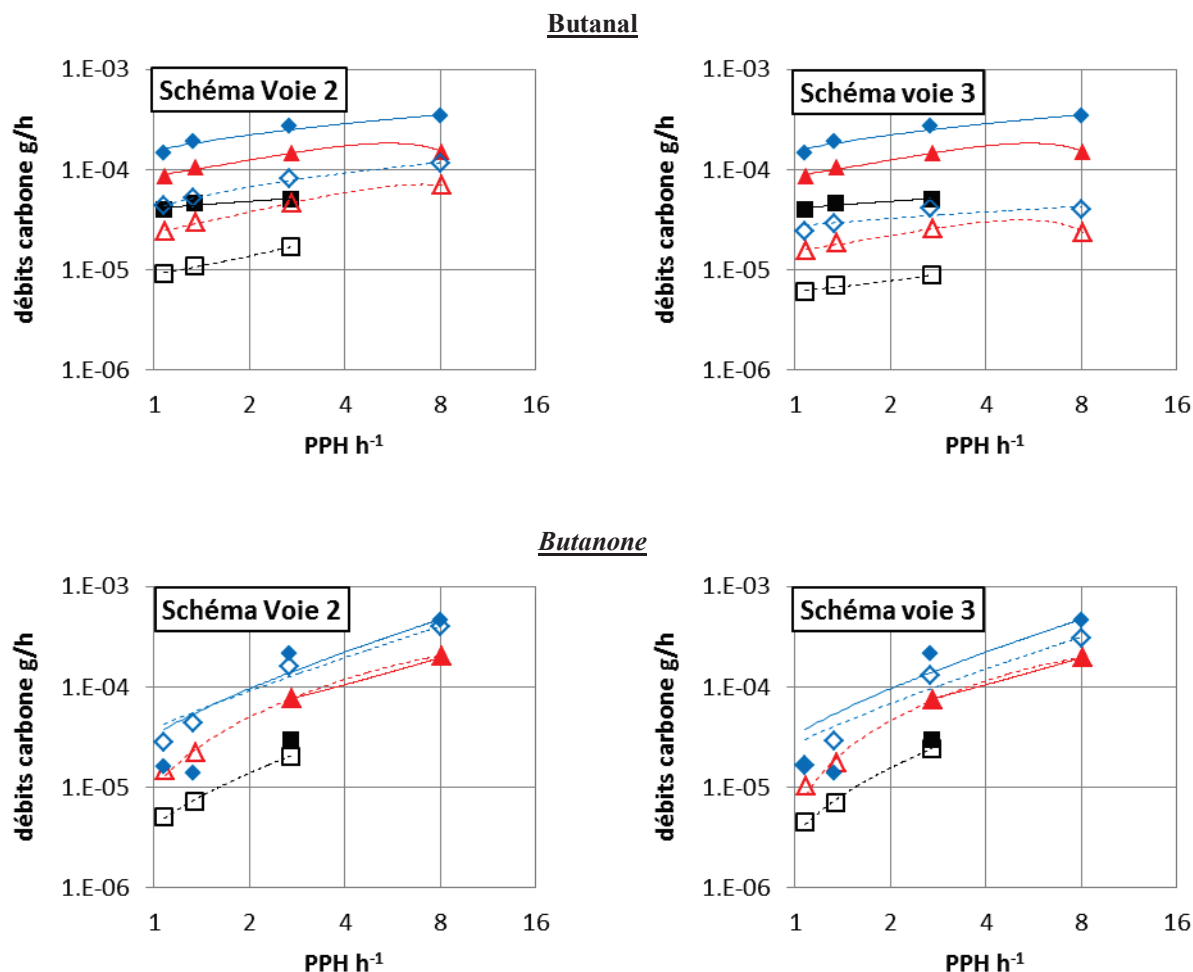 Butanal
débits carbone g/h
1.E-03
1.E-04
1.E-05
1.E-06
Schéma Voie 2
1 2 4 8 16
PPH h⁻¹
débits carbone g/h
1.E-03
1.E-04
1.E-05
1.E-06
Schéma voie 3
1 2 4 8 16
PPH h⁻¹
Butanone
débits carbone g/h
1.E-03
1.E-04
1.E-05
1.E-06
Schéma Voie 2
1 2 4 8 16
PPH h⁻¹
débits carbone g/h
1.E-03
1.E-04
1.E-05
1.E-06
Schéma voie 3
1 2 4 8 16
PPH h⁻¹